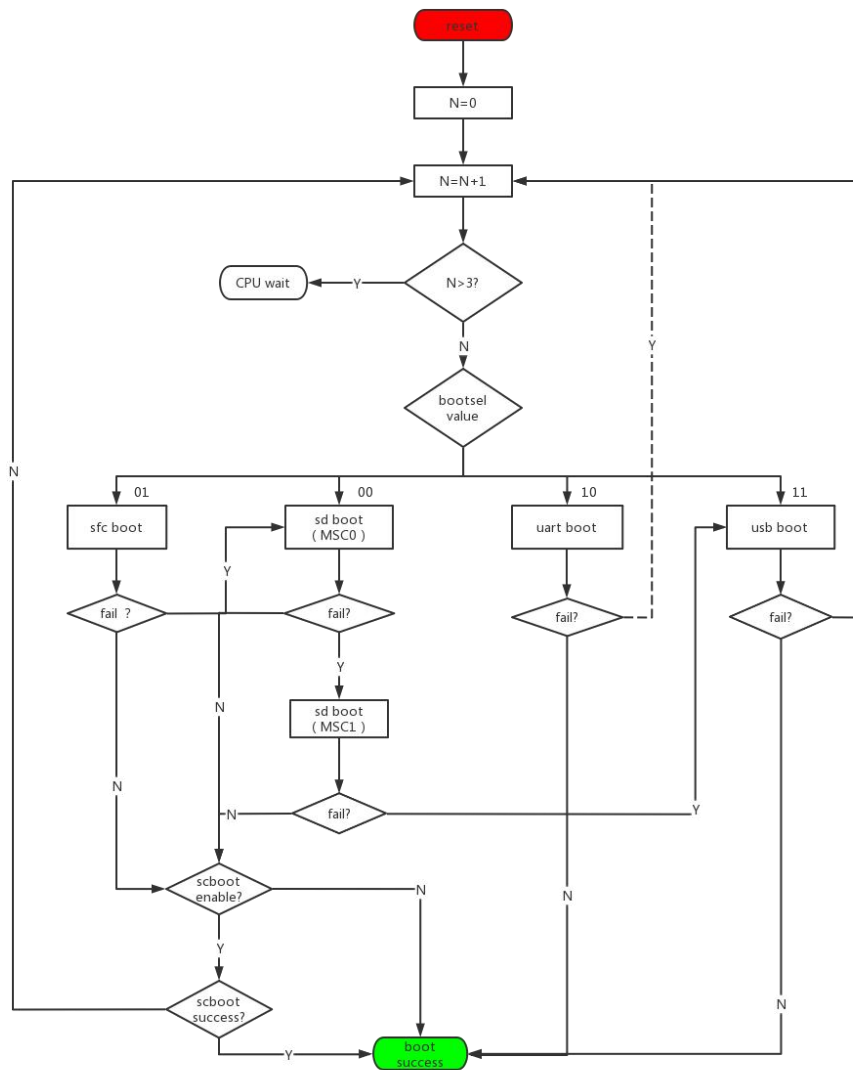 reset
N=0
N=N+1
N>3?
Y
CPU wait
N
Y
bootsel
value
N
01
00
10
11
sfc boot
sd boot
( MSC0 )
uart boot
usb boot
Y
fail ?
fail?
fail?
fail?
Y
N
sd boot
( MSC1 )
N
fail?
N
Y
scboot
enable?
N
N
Y
scboot
success?
N
Y
boot
success